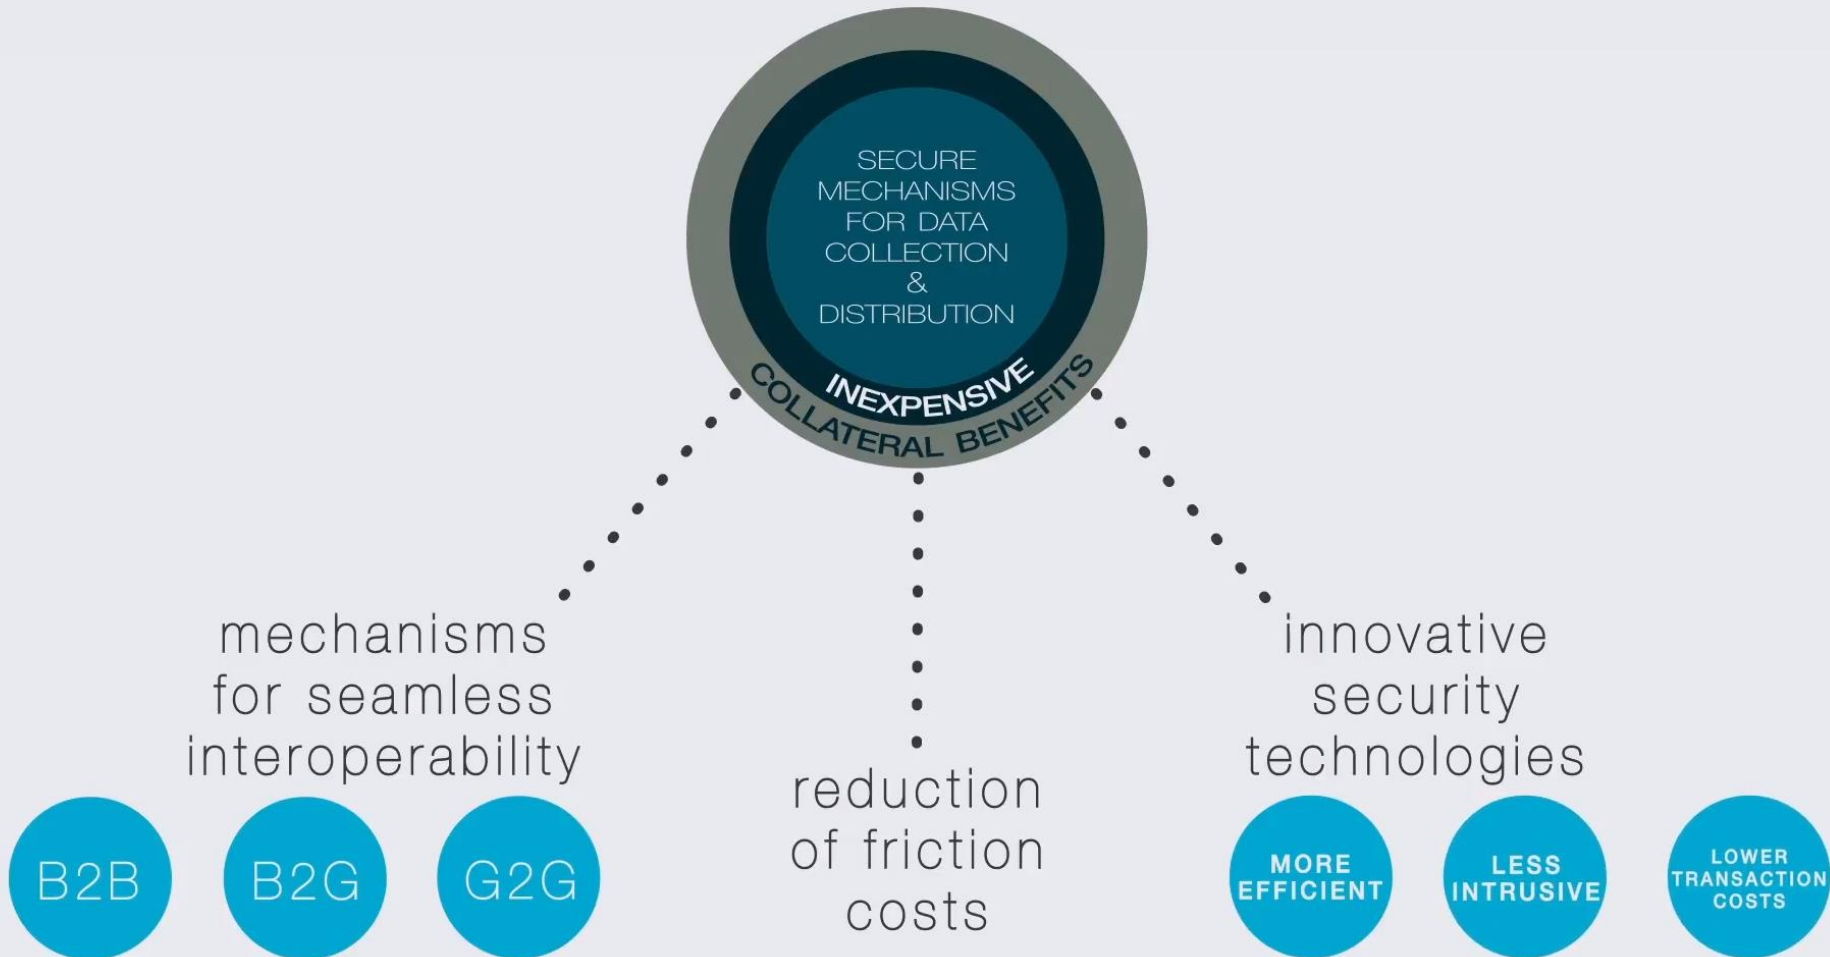 SECURE
MECHANISMS
FOR DATA
COLLECTION
&
DISTRIBUTION
INEXPENSIVE
COLLATERAL BENEFITS
mechanisms
for seamless
interoperability
B2B
B2G
G2G
reduction
of friction
costs
innovative
security
technologies
MORE
EFFICIENT
LESS
INTRUSIVE
LOWER
TRANSACTION
COSTS